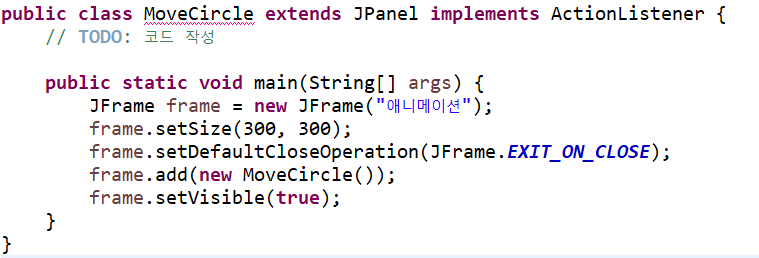 public class MoveCircle extends JPanel implements ActionListener {
// TODO: 코드 작성
public static void main(String[] args) {
JFrame frame = new JFrame("애니메이션");
frame.setSize(300, 300);
frame.setDefaultCloseOperation(JFrame.EXIT_ON_CLOSE);
frame.add(new MoveCircle());
frame.setVisible(true);
}
}